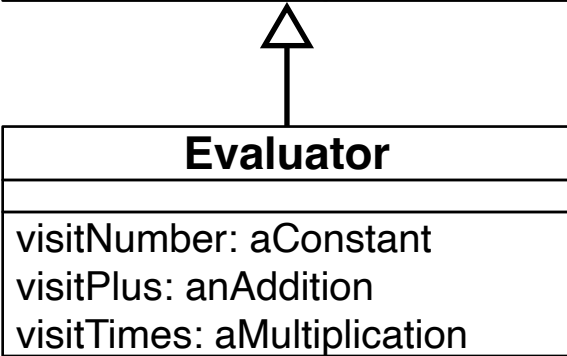 Evaluator
visitNumber: aConstant
visitPlus: anAddition
visitTimes: aMultiplication